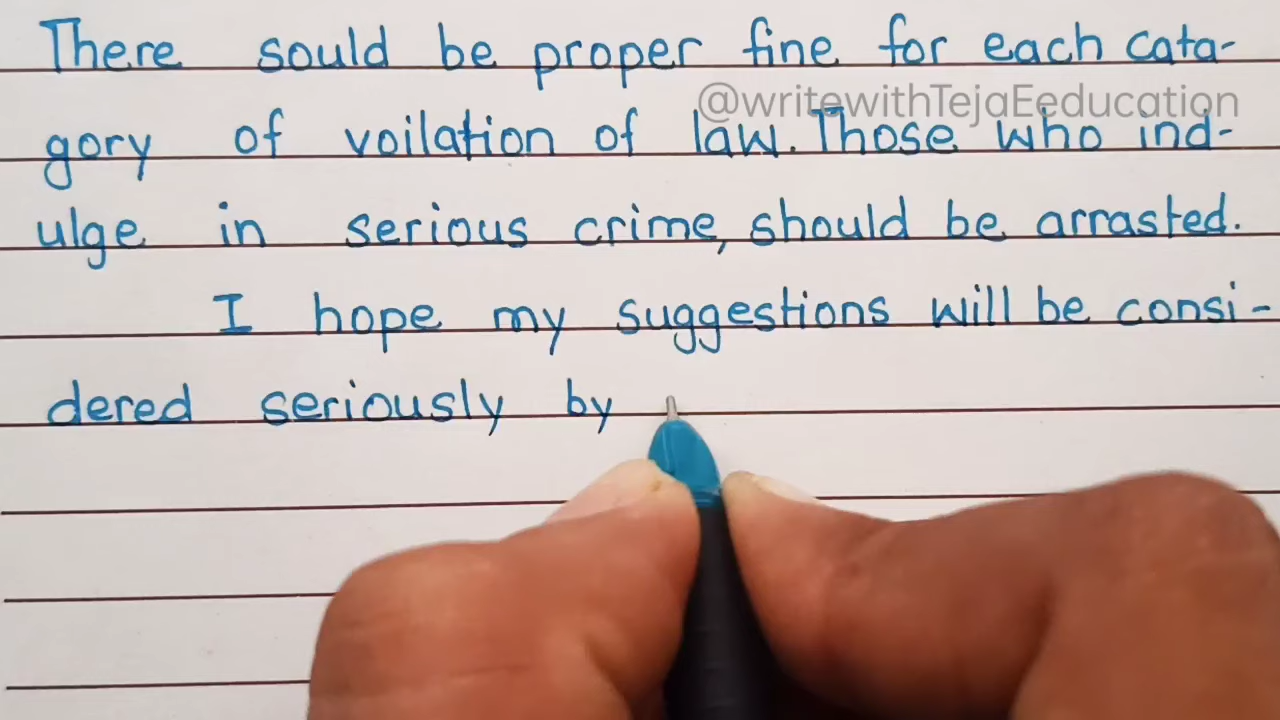 There sould be proper fine for each cata-
@writewithTejaEeducation
gory of voilation of law. Those who ind-
ulge in serious crime, should be arrasted.
I hope my suggestions will be consi-
dered seriously by